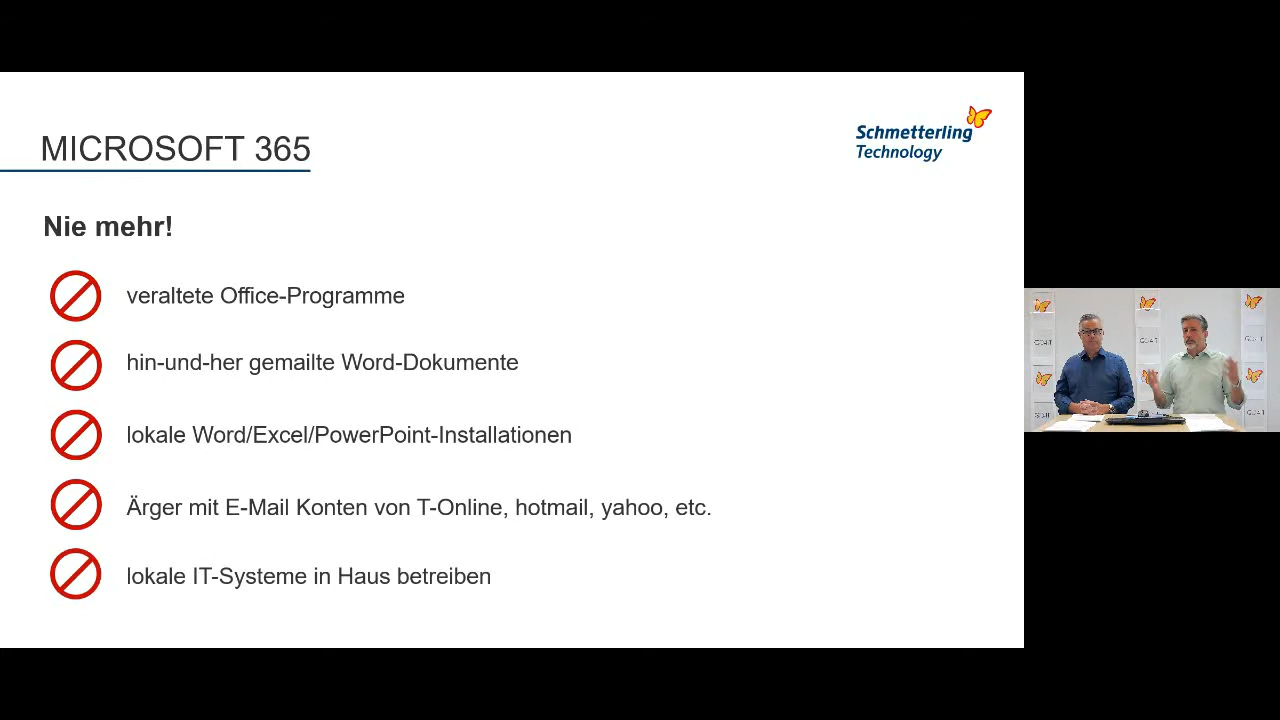 MICROSOFT 365
Schmetterling
Technology
Nie mehr!
veraltete Office-Programme
hin-und-her gemailte Word-Dokumente
lokale Word/Excel/PowerPoint-Installationen
Ärger mit E-Mail Konten von T-Online, hotmail, yahoo, etc.
lokale IT-Systeme in Haus betreiben